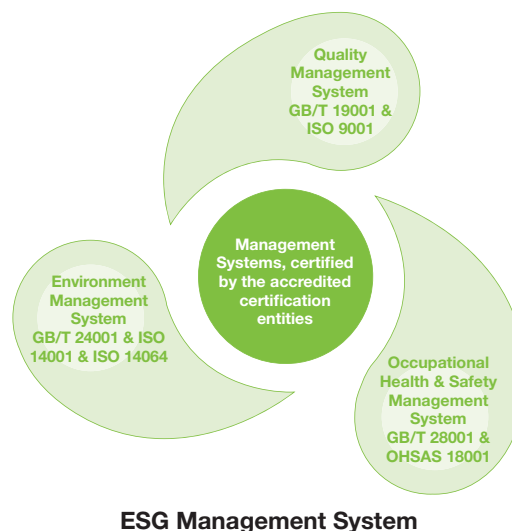 Quality
Management
System
GB/T 19001 &
ISO 9001
Management
Systems, certified
by the accredited
certification
entities
Environment
Management
System
GB/T 24001 & ISO
14001 & ISO 14064
Occupational
Health & Safety
Management
System
GB/T 28001 &
OHSAS 18001
ESG Management System